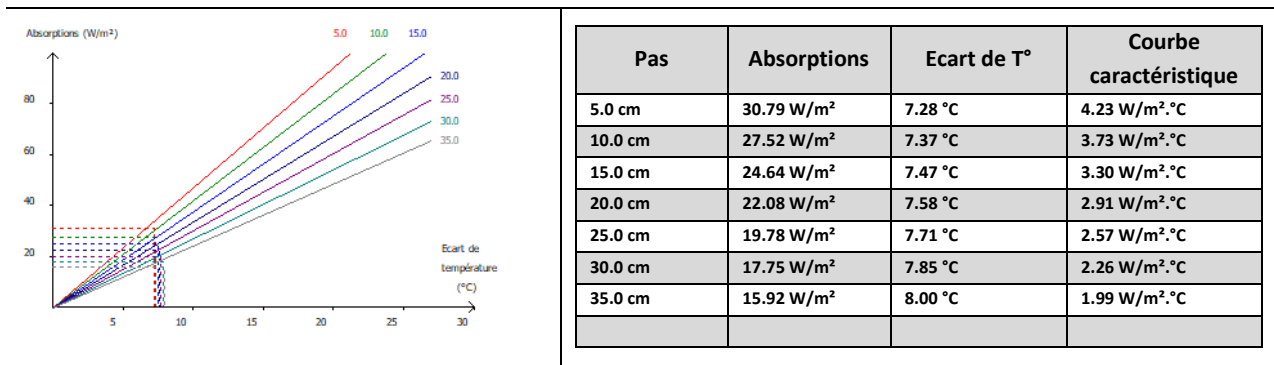 Absorptions (W/m²)
5.0 10.0 15.0
20.0
25.0
30.0
35.0
80
60
40
20
Ecart de
température
(°C)
5 10 15 20 25 30
Pas Absorptions Ecart de T° Courbe caractéristique
5.0 cm 30.79 W/m² 7.28 °C 4.23 W/m².°C
10.0 cm 27.52 W/m² 7.37 °C 3.73 W/m².°C
15.0 cm 24.64 W/m² 7.47 °C 3.30 W/m².°C
20.0 cm 22.08 W/m² 7.58 °C 2.91 W/m².°C
25.0 cm 19.78 W/m² 7.71 °C 2.57 W/m².°C
30.0 cm 17.75 W/m² 7.85 °C 2.26 W/m².°C
35.0 cm 15.92 W/m² 8.00 °C 1.99 W/m².°C